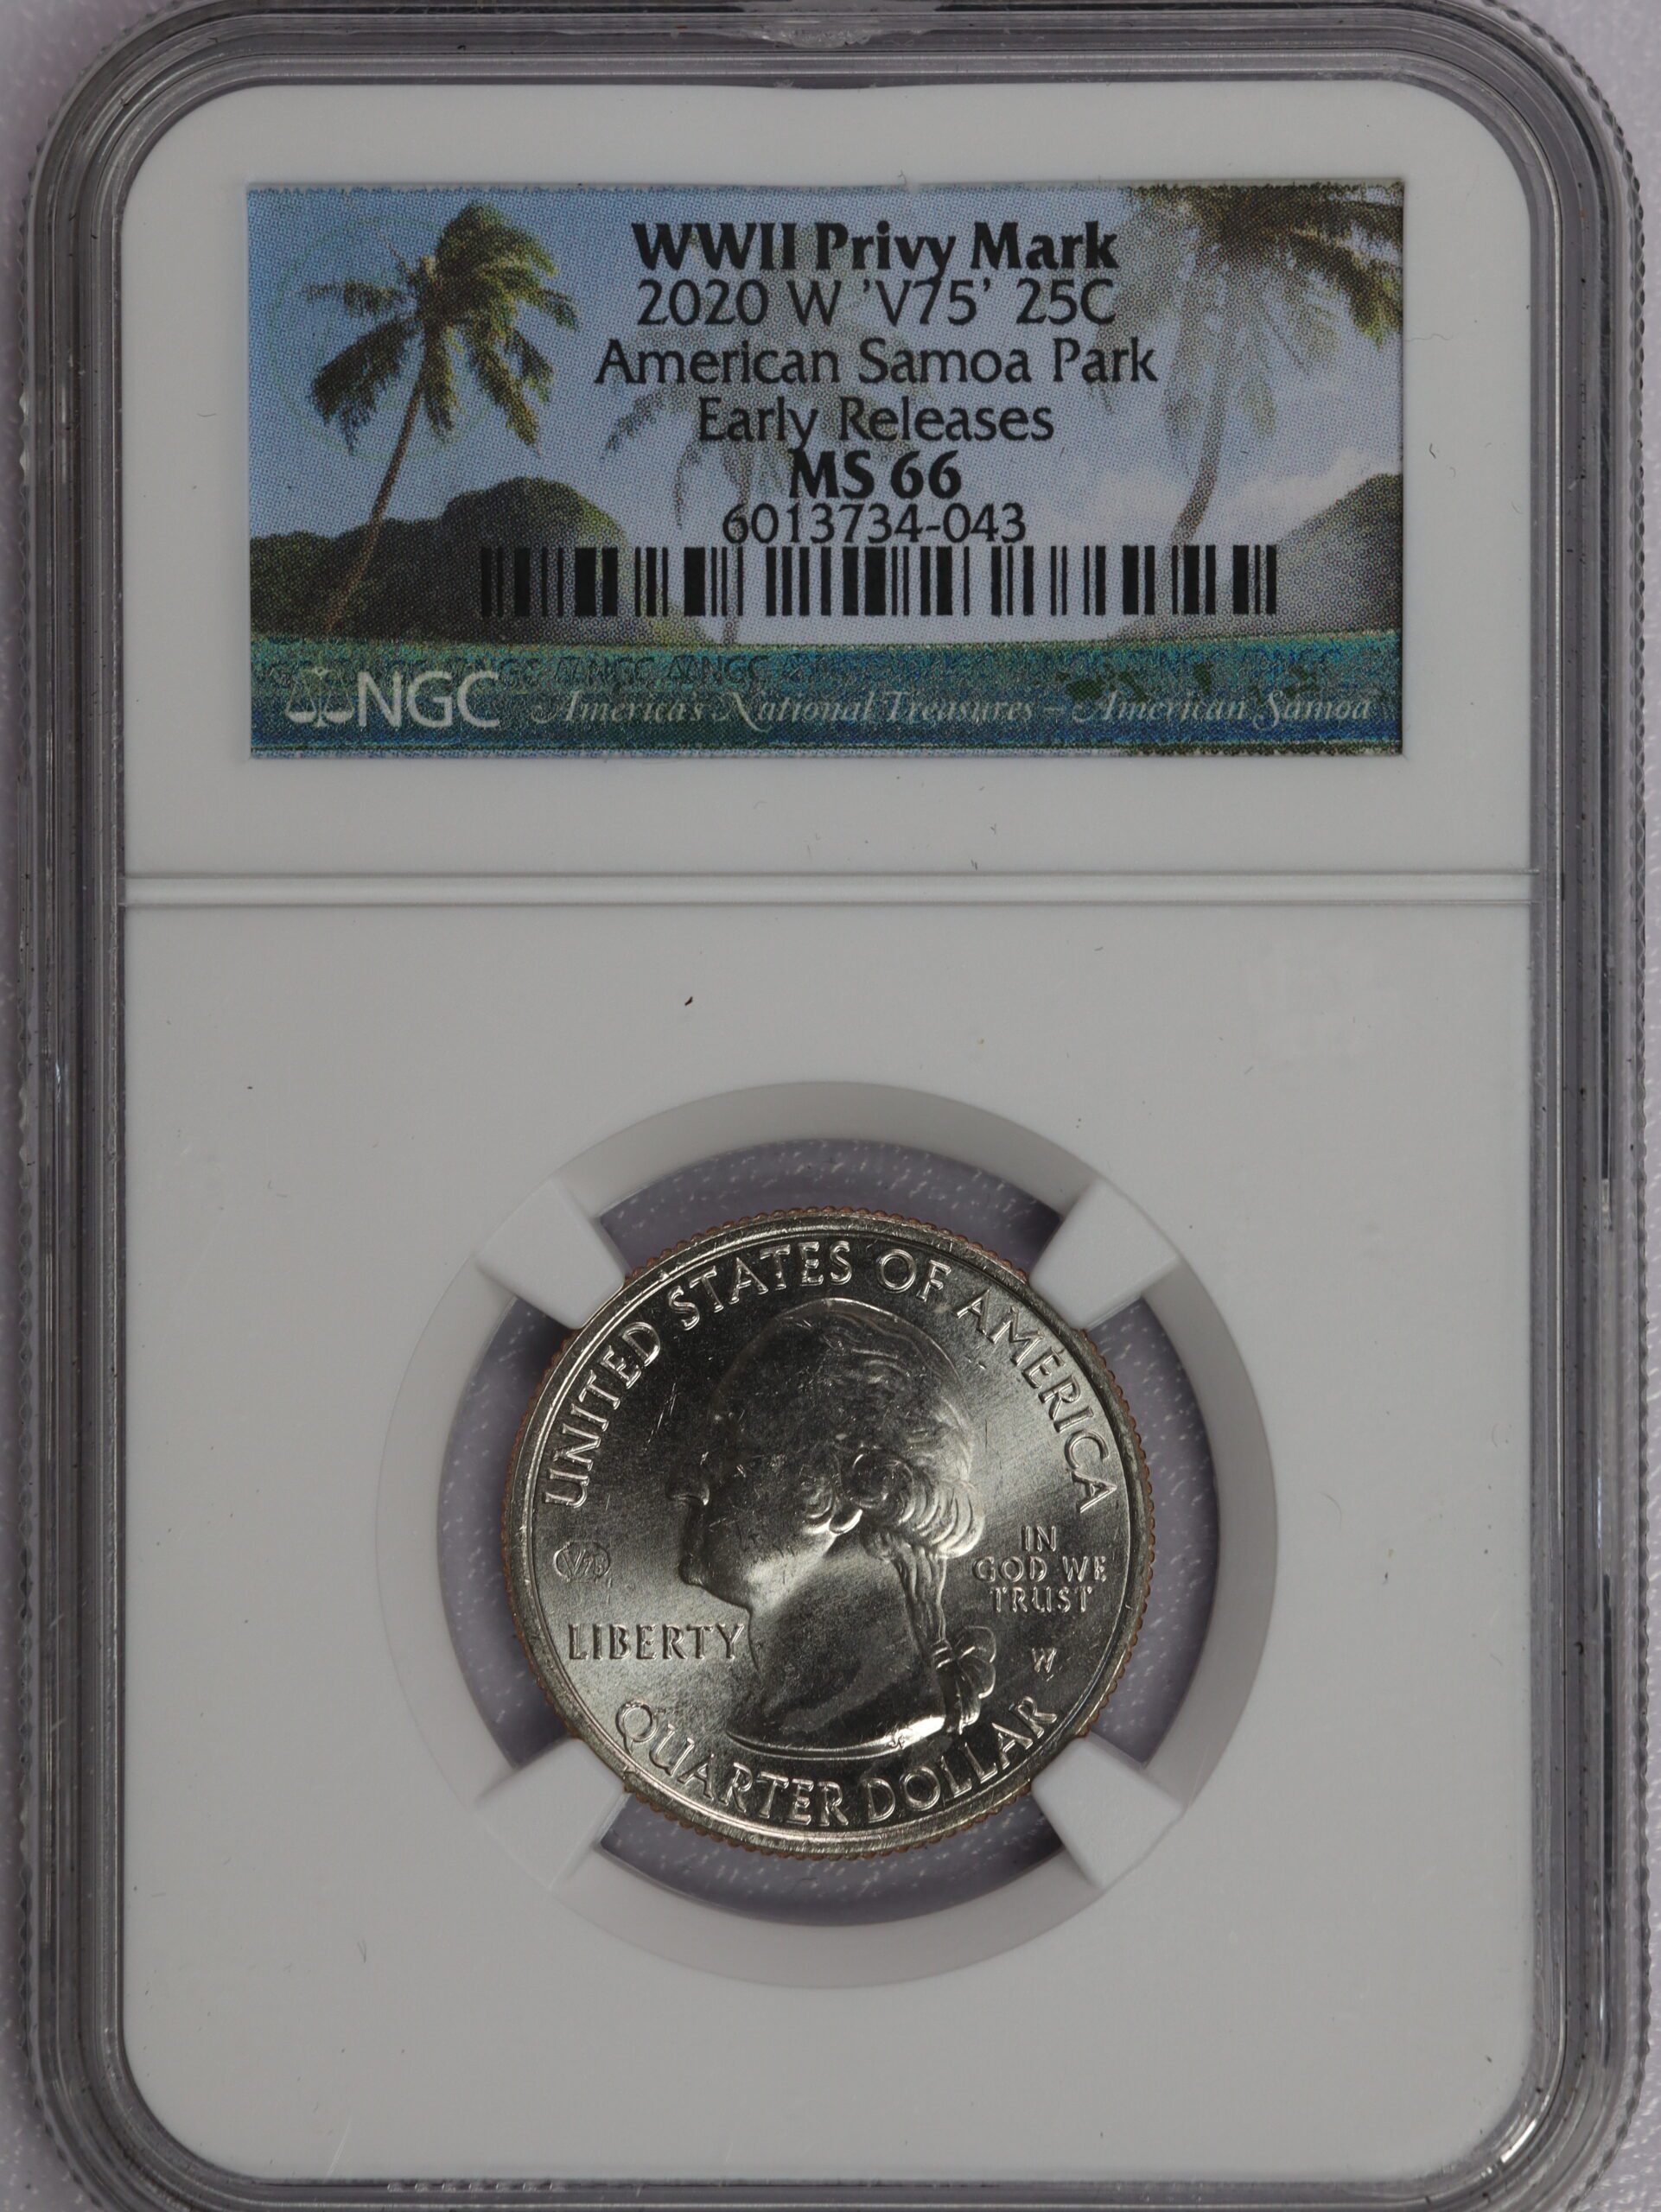 WWII Privy Mark
2020 W 'V75' 25C
American Samoa Park
Early Releases
MS 66
6013734-043
NGC America's National Treasures – American Samoa
UNITED STATES OF AMERICA
V75
LIBERTY
IN
GOD WE
TRUST
W
QUARTER DOLLAR